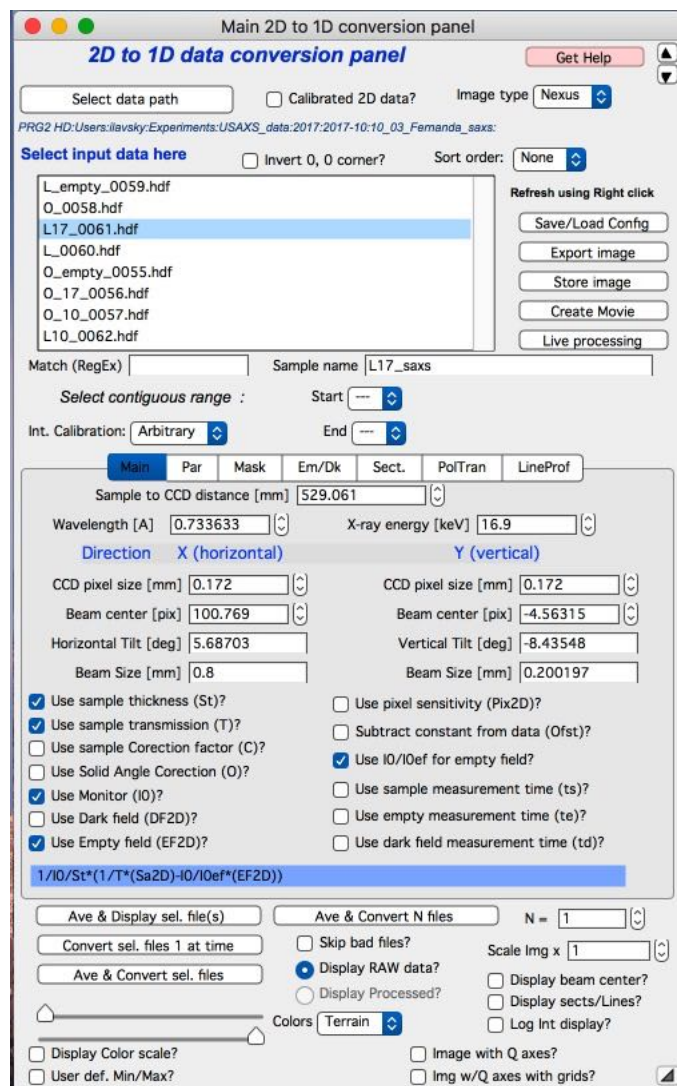 Main 2D to 1D conversion panel
2D to 1D data conversion panel
Get Help
Select data path
Calibrated 2D data?
Image type Nexus
PRG2 HD:Users:ilavsky:Experiments:USAXS_data:2017:2017-10:10_03_Fernanda_saxs:
Select input data here
Invert 0, 0 corner?
Sort order: None
L_empty_0059.hdf
O_0058.hdf
L17_0061.hdf
L_0060.hdf
O_empty_0055.hdf
O_17_0056.hdf
O_10_0057.hdf
L10_0062.hdf
Refresh using Right click
Save/Load Config
Export image
Store image
Create Movie
Live processing
Match (RegEx)
Sample name L17_saxs
Select contiguous range :
Start ---
Int. Calibration: Arbitrary
End ---
Main Par Mask Em/Dk Sect. PolTran LineProf
Sample to CCD distance [mm] 529.061
Wavelength [A] 0.733633
X-ray energy [keV] 16.9
Direction X (horizontal) Y (vertical)
CCD pixel size [mm] 0.172
CCD pixel size [mm] 0.172
Beam center [pix] 100.769
Beam center [pix] -4.56315
Horizontal Tilt [deg] 5.68703
Vertical Tilt [deg] -8.43548
Beam Size [mm] 0.8
Beam Size [mm] 0.200197
Use sample thickness (St)?
Use sample transmission (T)?
Use sample Corection factor (C)?
Use Solid Angle Corection (O)?
Use Monitor (I0)?
Use Dark field (DF2D)?
Use Empty field (EF2D)?
Use pixel sensitivity (Pix2D)?
Subtract constant from data (Ofst)?
Use I0/I0ef for empty field?
Use sample measurement time (ts)?
Use empty measurement time (te)?
Use dark field measurement time (td)?
1/I0/St*(1/T*(Sa2D)-I0/I0ef*(EF2D))
Ave & Display sel. file(s)
Ave & Convert N files
N = 1
Convert sel. files 1 at time
Skip bad files?
Scale Img x 1
Ave & Convert sel. files
Display RAW data?
Display Processed?
Display beam center?
Display sects/Lines?
Colors Terrain
Log Int display?
Display Color scale?
Image with Q axes?
User def. Min/Max?
Img w/Q axes with grids?